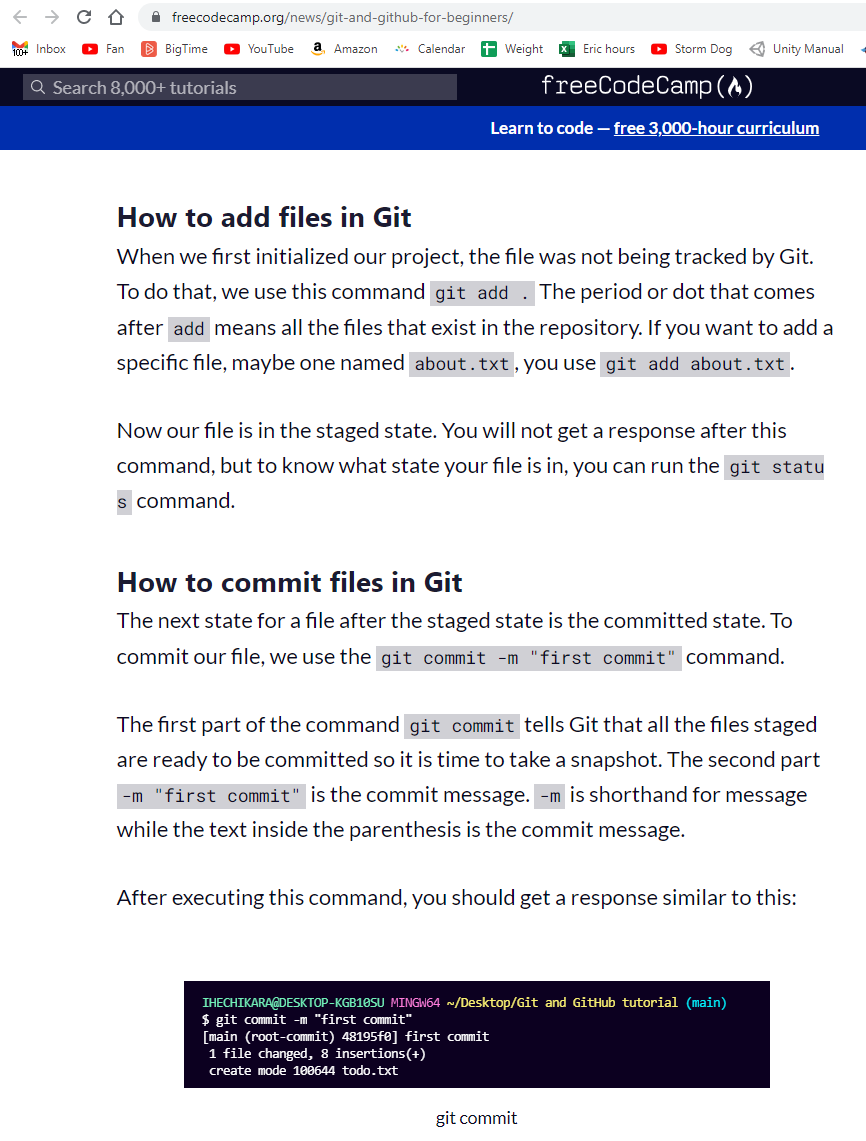 freecodecamp.org/news/git-and-github-for-beginners/
100+ Inbox Fan BigTime YouTube Amazon Calendar Weight Eric hours Storm Dog Unity Manual
Search 8,000+ tutorials freeCodeCamp(🔥)
Learn to code — free 3,000-hour curriculum
How to add files in Git
When we first initialized our project, the file was not being tracked by Git.
To do that, we use this command git add . The period or dot that comes
after add means all the files that exist in the repository. If you want to add a
specific file, maybe one named about.txt, you use git add about.txt.
Now our file is in the staged state. You will not get a response after this
command, but to know what state your file is in, you can run the git statu
s command.
How to commit files in Git
The next state for a file after the staged state is the committed state. To
commit our file, we use the git commit -m "first commit" command.
The first part of the command git commit tells Git that all the files staged
are ready to be committed so it is time to take a snapshot. The second part
-m "first commit" is the commit message. -m is shorthand for message
while the text inside the parenthesis is the commit message.
After executing this command, you should get a response similar to this:
IHECHIKARA@DESKTOP-KGB10SU MINGW64 ~/Desktop/Git and GitHub tutorial (main)
$ git commit -m "first commit"
[main (root-commit) 48195f0] first commit
1 file changed, 8 insertions(+)
create mode 100644 todo.txt
git commit